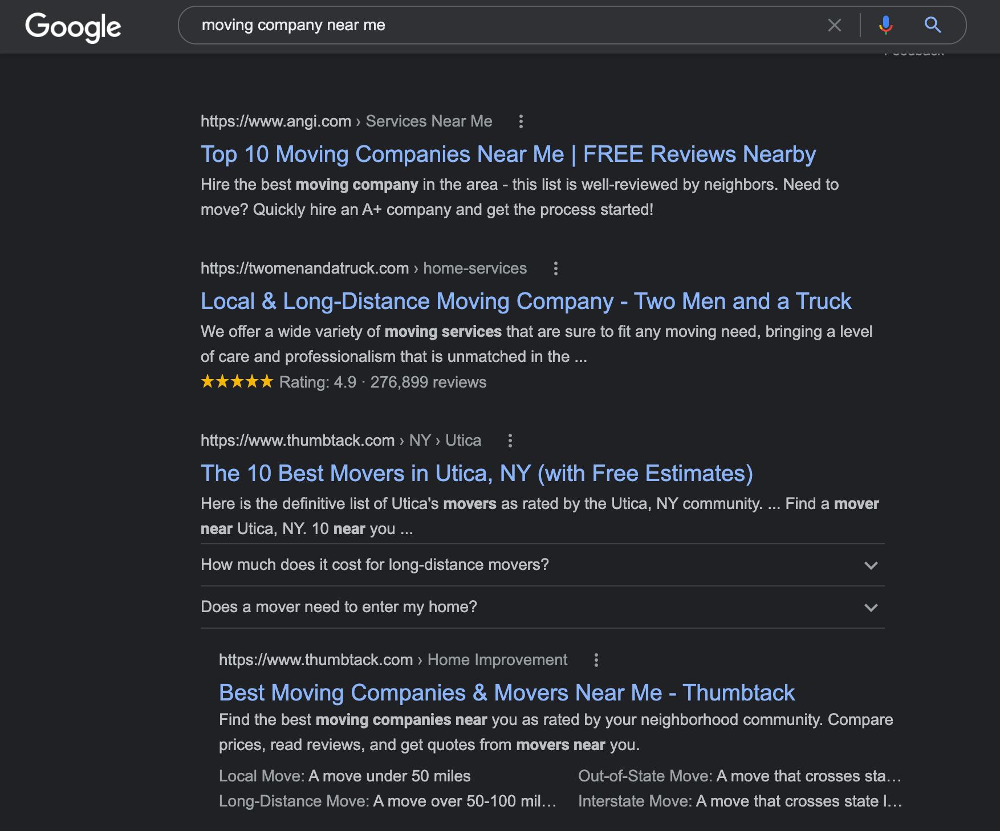 Google
moving company near me
Feedback
https://www.angi.com › Services Near Me
Top 10 Moving Companies Near Me | FREE Reviews Nearby
Hire the best moving company in the area - this list is well-reviewed by neighbors. Need to
move? Quickly hire an A+ company and get the process started!
https://twomenandatruck.com › home-services
Local & Long-Distance Moving Company - Two Men and a Truck
We offer a wide variety of moving services that are sure to fit any moving need, bringing a level
of care and professionalism that is unmatched in the ...
Rating: 4.9 · 276,899 reviews
https://www.thumbtack.com › NY › Utica
The 10 Best Movers in Utica, NY (with Free Estimates)
Here is the definitive list of Utica's movers as rated by the Utica, NY community. ... Find a mover
near Utica, NY. 10 near you ...
How much does it cost for long-distance movers?
Does a mover need to enter my home?
https://www.thumbtack.com › Home Improvement
Best Moving Companies & Movers Near Me - Thumbtack
Find the best moving companies near you as rated by your neighborhood community. Compare
prices, read reviews, and get quotes from movers near you.
Local Move: A move under 50 miles
Out-of-State Move: A move that crosses sta...
Long-Distance Move: A move over 50-100 mil...
Interstate Move: A move that crosses state l...